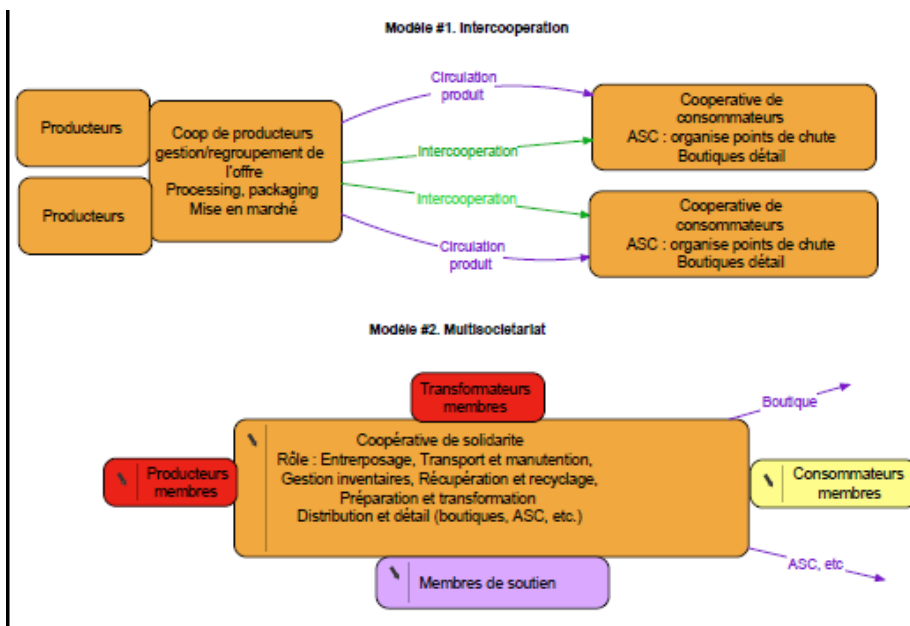 Modèle #1. Intercooperation
Circulation
produit
Producteurs
Coop de producteurs
gestion/regroupement de
l'offre
Processing, packaging
Mise en marché
Intercooperation
Cooperative de
consommateurs
ASC : organise points de chute
Boutiques détail
Producteurs
Intercooperation
Circulation
produit
Cooperative de
consommateurs
ASC : organise points de chute
Boutiques détail
Modèle #2. Multisocietariat
Transformateurs
membres
Boutique
Producteurs
membres
Coopérative de solidarite
Rôle : Entrerposage, Transport et manutention,
Gestion inventaires, Récupération et recyclage,
Préparation et transformation
Distribution et détail (boutiques, ASC, etc.)
Consommateurs
membres
ASC, etc
Membres de soutien